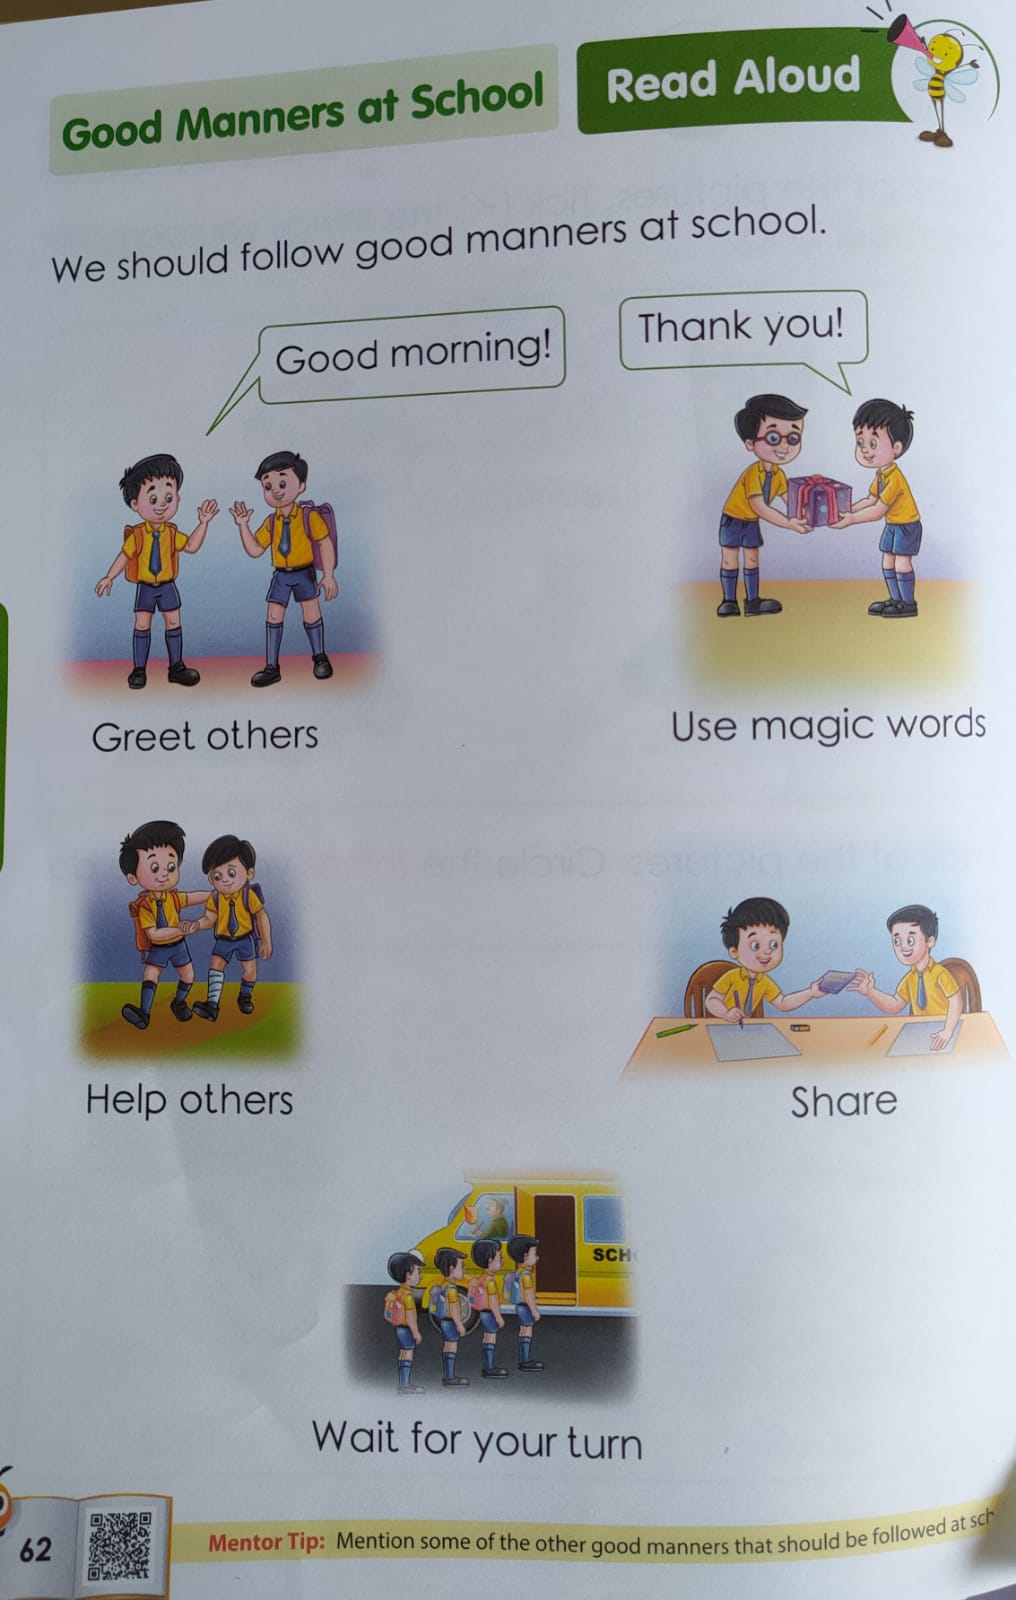 Good Manners at School
Read Aloud
We should follow good manners at school.
Good morning!
Thank you!
Greet others
Use magic words
Help others
Share
SCH
Wait for your turn
62
Mentor Tip: Mention some of the other good manners that should be followed at sch